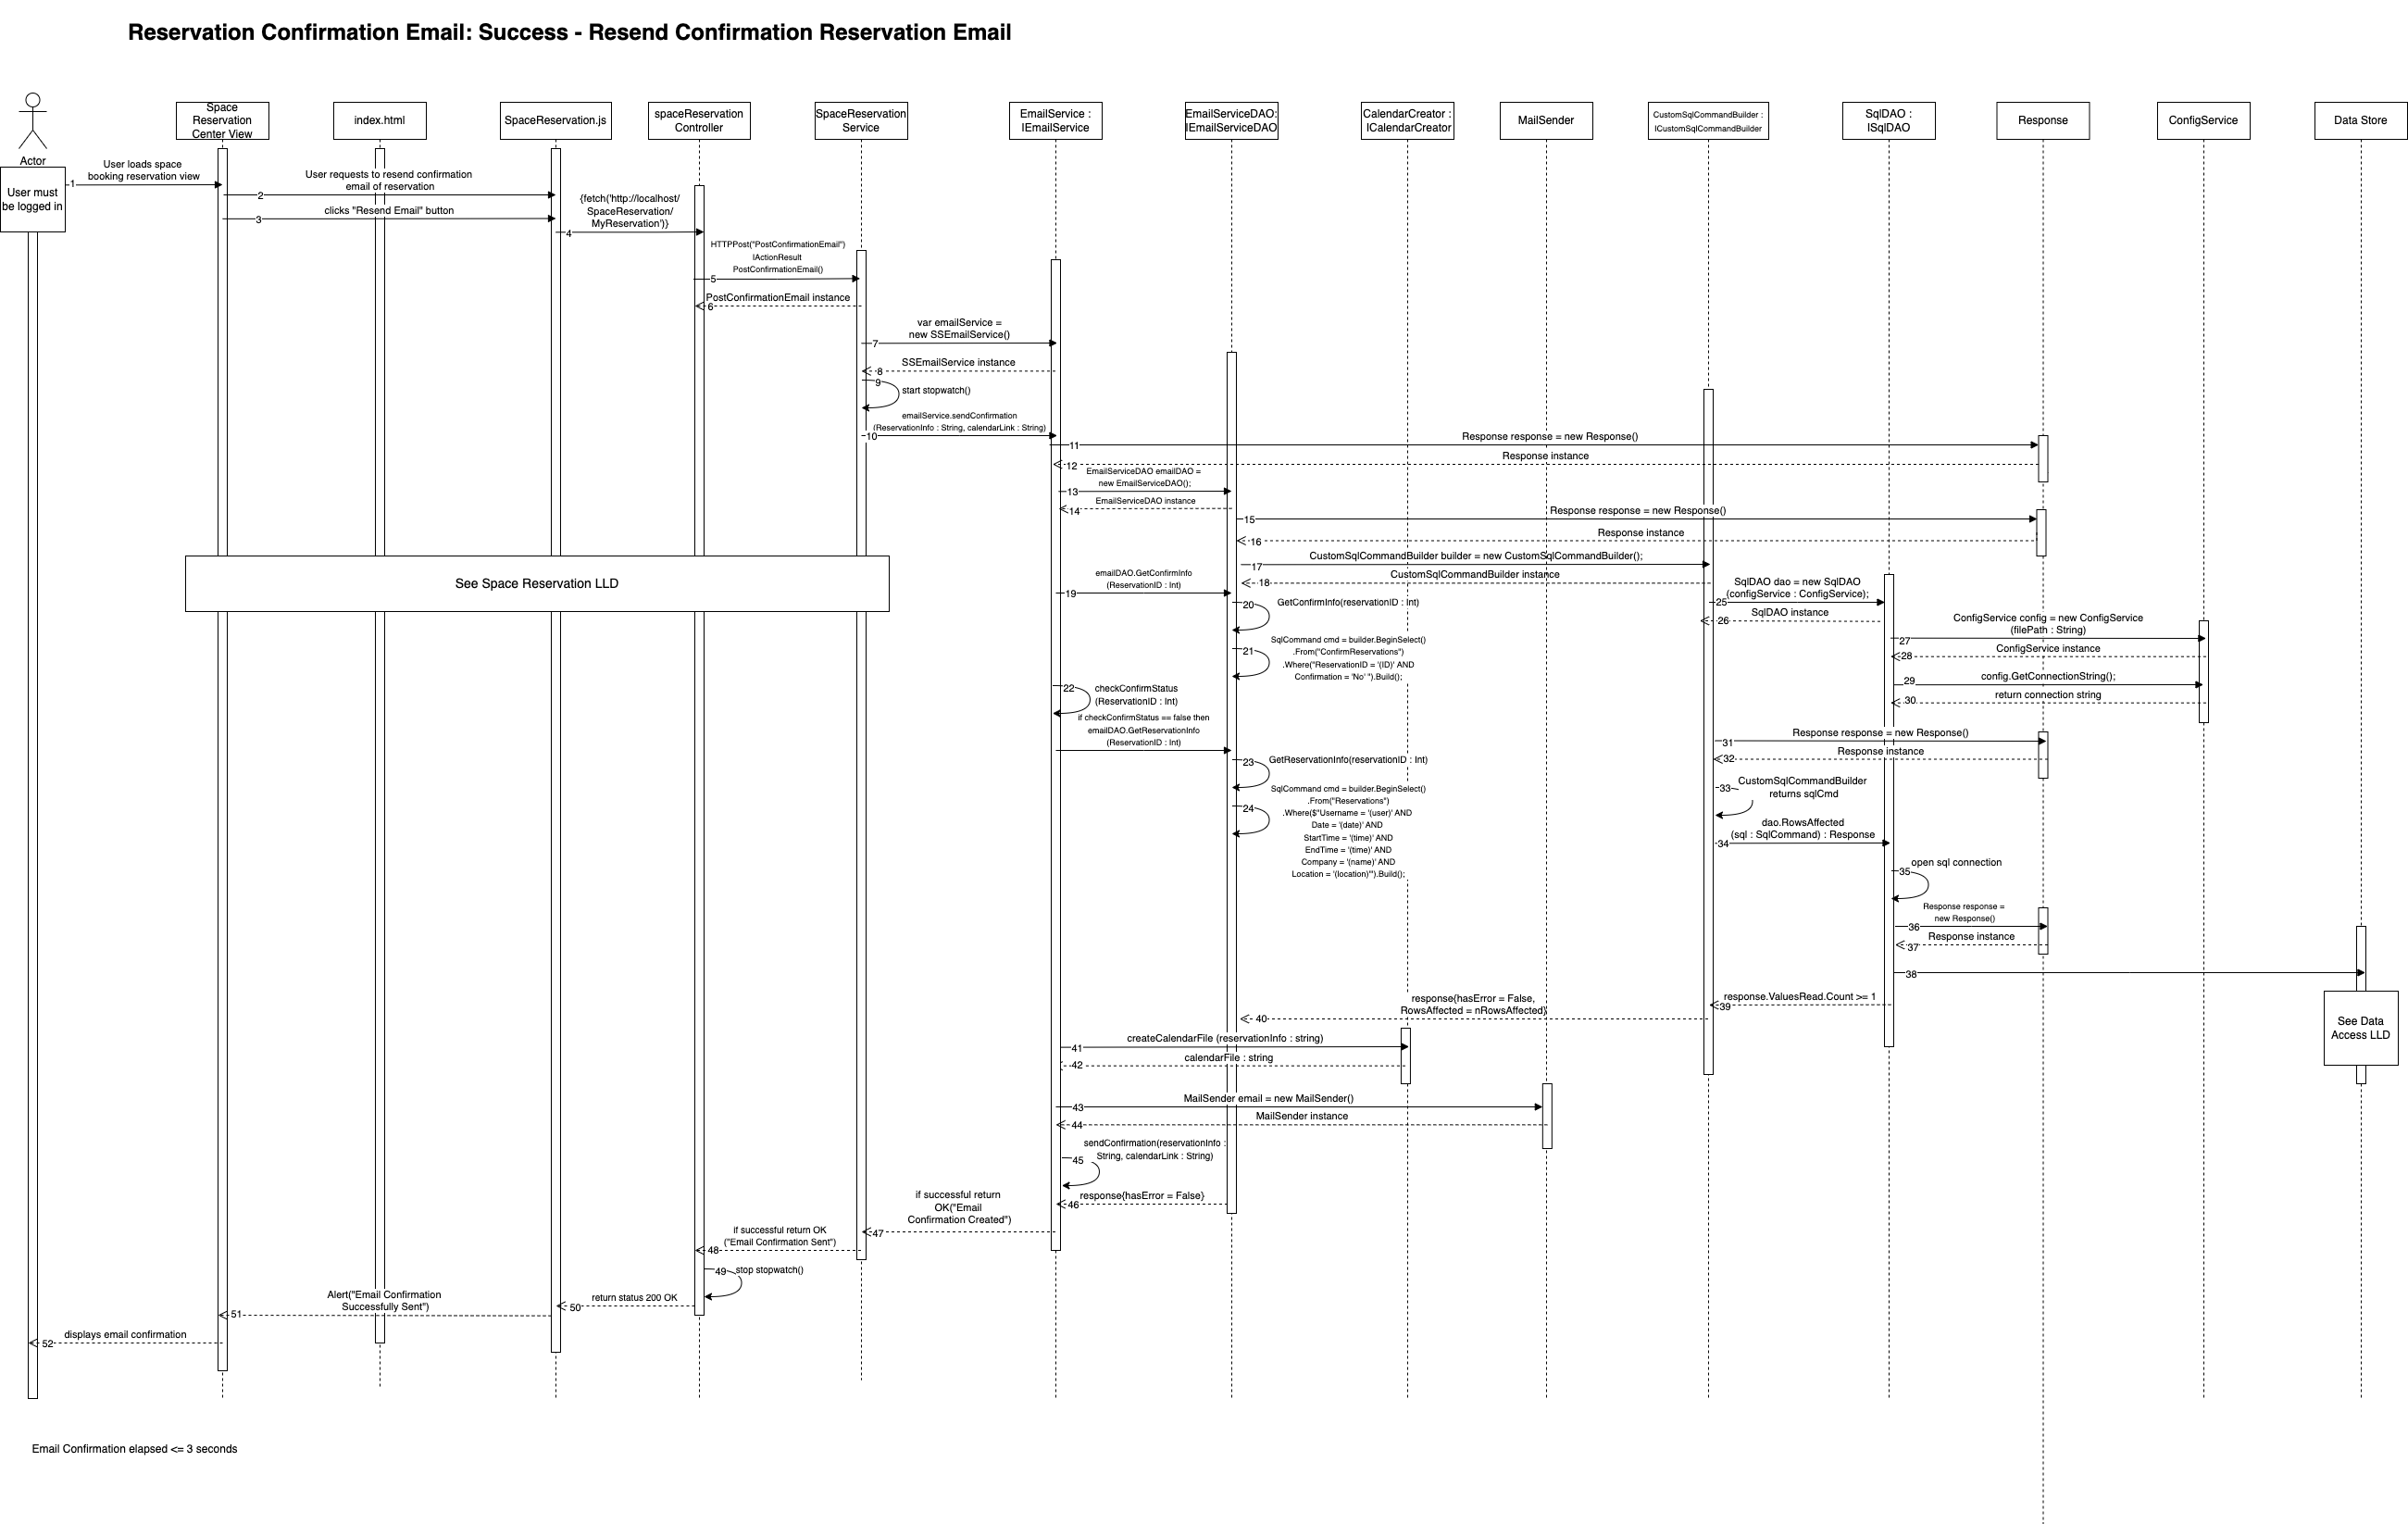 Reservation Confirmation Email: Success - Resend Confirmation Reservation Email
Actor
User must
be logged in
Space
Reservation
Center View
index.html
SpaceReservation.js
spaceReservation
Controller
SpaceReservation
Service
EmailService :
IEmailService
EmailServiceDAO:
IEmailServiceDAO
CalendarCreator :
ICalendarCreator
MailSender
CustomSqlCommandBuilder :
ICustomSqlCommandBuilder
SqlDAO :
ISqlDAO
Response
ConfigService
Data Store
User loads space
booking reservation view
1
User requests to resend confirmation
email of reservation
2
clicks "Resend Email" button
3
{fetch('http://localhost/
SpaceReservation/
MyReservation')}
4
HTTPPost("PostConfirmationEmail")
IActionResult
PostConfirmationEmail()
5
PostConfirmationEmail instance
6
var emailService =
new SSEmailService()
7
SSEmailService instance
8
9
start stopwatch()
emailService.sendConfirmation
(ReservationInfo : String, calendarLink : String)
10
Response response = new Response()
11
Response instance
12
EmailServiceDAO emailDAO =
new EmailServiceDAO();
13
EmailServiceDAO instance
14
Response response = new Response()
15
Response instance
16
CustomSqlCommandBuilder builder = new CustomSqlCommandBuilder();
17
CustomSqlCommandBuilder instance
18
See Space Reservation LLD
emailDAO.GetConfirmInfo
(ReservationID : Int)
19
20
GetConfirmInfo(reservationID : Int)
21
SqlCommand cmd = builder.BeginSelect()
.From("ConfirmReservations")
.Where("ReservationID = '(ID)' AND
Confirmation = 'No' ").Build();
22
checkConfirmStatus
(ReservationID : Int)
if checkConfirmStatus == false then
emailDAO.GetReservationInfo
(ReservationID : Int)
23
GetReservationInfo(reservationID : Int)
24
SqlCommand cmd = builder.BeginSelect()
.From("Reservations")
.Where($"Username = '(user)' AND
Date = '(date)' AND
StartTime = '(time)' AND
EndTime = '(time)' AND
Company = '(name)' AND
Location = '(location)'").Build();
SqlDAO dao = new SqlDAO
(configService : ConfigService);
25
SqlDAO instance
26
ConfigService config = new ConfigService
(filePath : String)
27
ConfigService instance
28
config.GetConnectionString();
29
return connection string
30
Response response = new Response()
31
Response instance
32
33
CustomSqlCommandBuilder
returns sqlCmd
dao.RowsAffected
(sql : SqlCommand) : Response
34
open sql connection
35
Response response =
new Response()
36
Response instance
37
38
response.ValuesRead.Count >= 1
39
response{hasError = False,
RowsAffected = nRowsAffected}
40
See Data
Access LLD
createCalendarFile (reservationInfo : string)
41
calendarFile : string
42
MailSender email = new MailSender()
43
MailSender instance
44
sendConfirmation(reservationInfo :
String, calendarLink : String)
45
response{hasError = False}
46
if successful return
OK("Email
Confirmation Created")
47
if successful return OK
("Email Confirmation Sent")
48
49
stop stopwatch()
return status 200 OK
50
Alert("Email Confirmation
Successfully Sent")
51
displays email confirmation
52
Email Confirmation elapsed <= 3 seconds